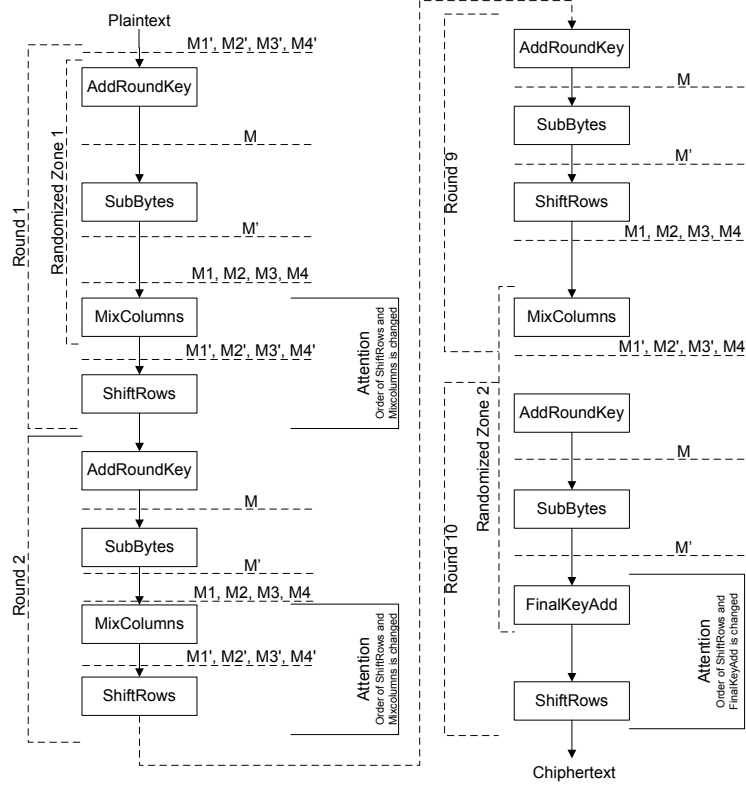 Plaintext
M1', M2', M3', M4'
AddRoundKey
M
SubBytes
M'
M1, M2, M3, M4
MixColumns
M1', M2', M3', M4'
ShiftRows
Round 1
Randomized Zone 1
Attention
Order of ShiftRows and
Mixcolumns is changed
AddRoundKey
M
SubBytes
M'
M1, M2, M3, M4
MixColumns
M1', M2', M3', M4'
ShiftRows
Round 2
Attention
Order of ShiftRows and
Mixcolumns is changed
AddRoundKey
M
SubBytes
M’
ShiftRows
M1, M2, M3, M4
MixColumns
M1', M2', M3', M4'
Round 9
Randomized Zone 2
AddRoundKey
M
SubBytes
M’
FinalKeyAdd
ShiftRows
Round 10
Attention
Order of ShiftRows and
FinalKeyAdd is changed
Chiphertext